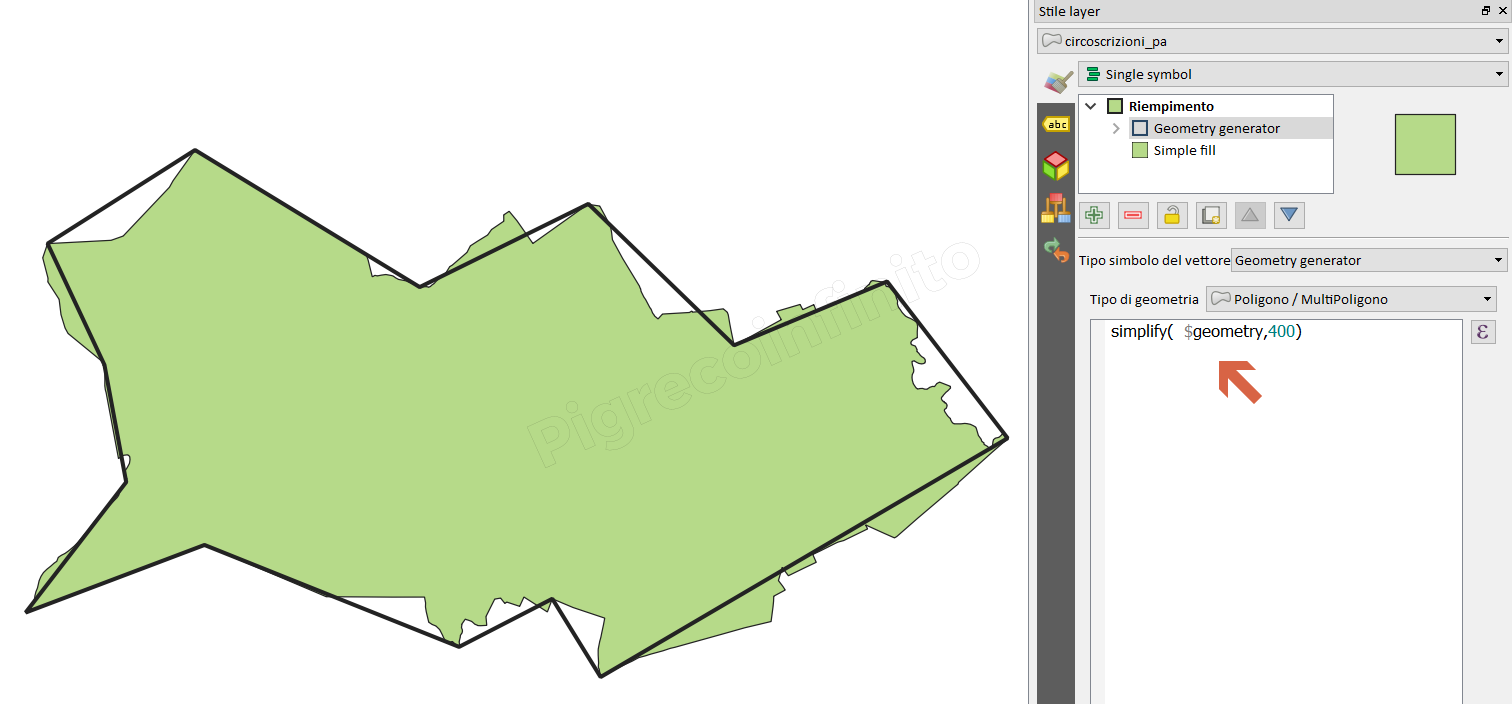 Stile layer
circoscrizioni_pa
Single symbol
Riempimento
abc
Geometry generator
Simple fill
Tipo simbolo del vettore Geometry generator
Tipo di geometria Poligono / MultiPoligono
simplify( $geometry,400)
ε
Pigrecoinfinito